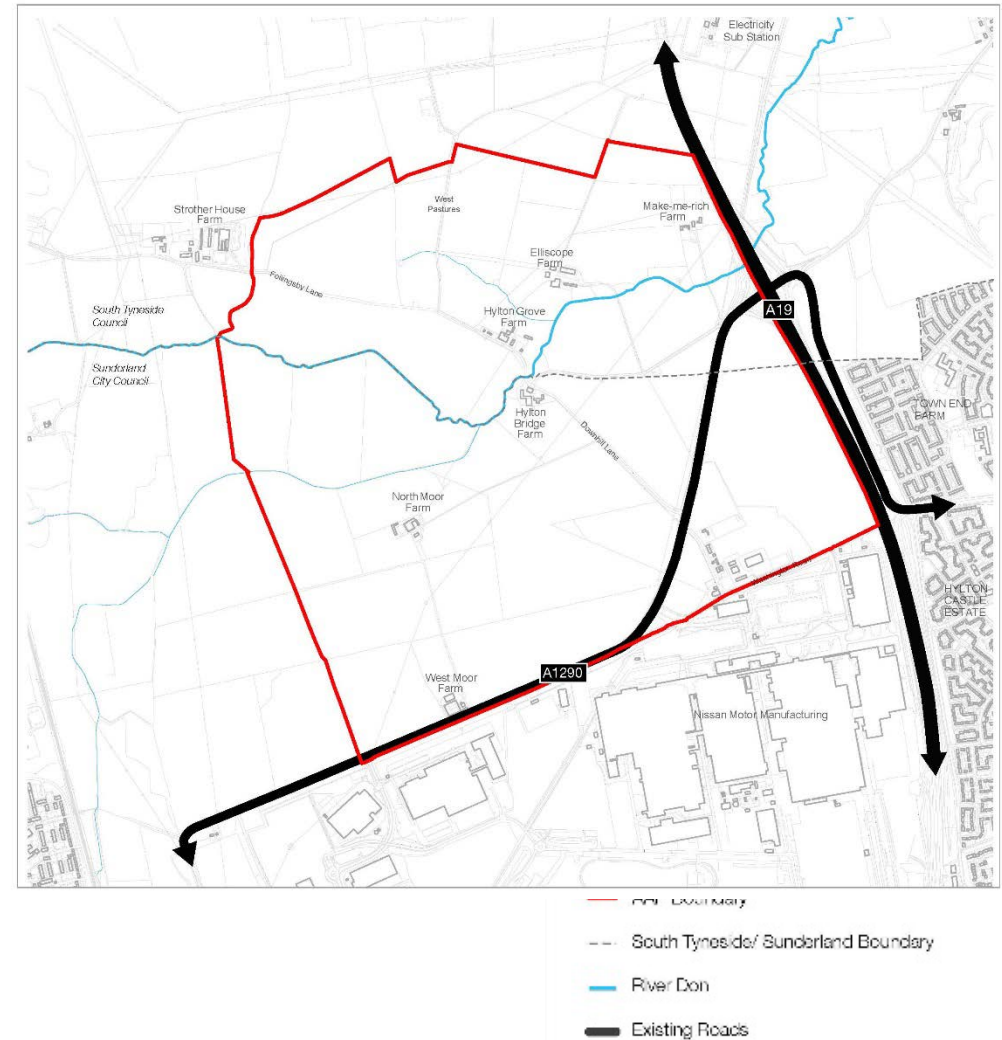 Electricity
Sub Station
Strother House
Farm
West
Pastures
Make-me-rich
Farm
Elliscope
Farm
Follingsby Lane
South Tyneside
Council
Hylton Grove
Farm
A19
Sunderland
City Council
TOWN END
FARM
Hylton
Bridge
Farm
Downhill Lane
North Moor
Farm
HYLTON
CASTLE
ESTATE
A1290
West Moor
Farm
Nissan Motor Manufacturing
Boundary
South Tyneside/ Sunderland Boundary
River Don
Existing Roads